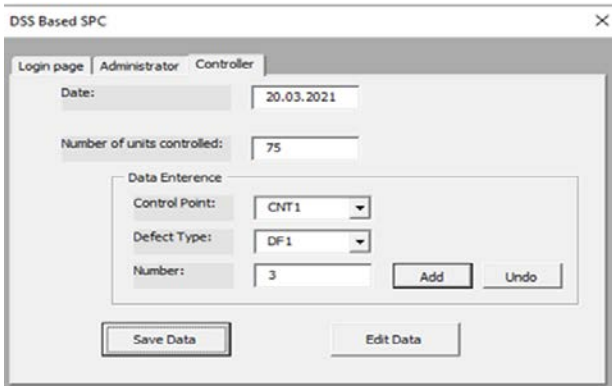 DSS Based SPC
Login page Administrator Controller
Date: 20.03.2021
Number of units controlled: 75
Data Enterence
Control Point: CNT1
Defect Type: DF1
Number: 3 Add Undo
Save Data Edit Data